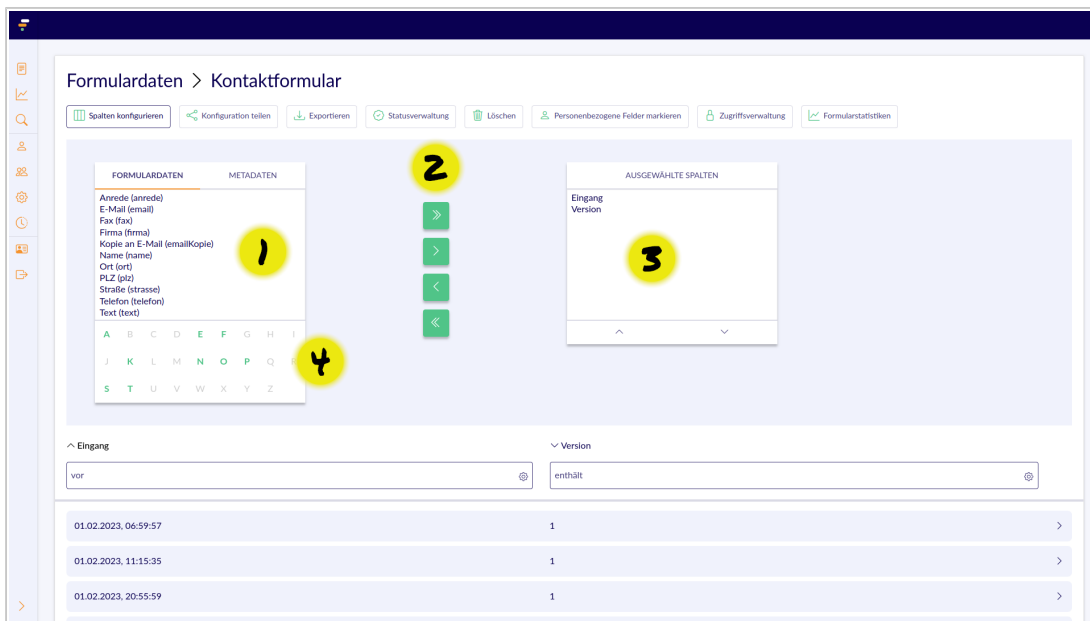 Formulardaten > Kontaktformular
Spalten konfigurieren Konfiguration teilen Exportieren Statusverwaltung Löschen Personenbezogene Felder markieren Zugriffsverwaltung Formularstatistiken
FORMULARDATEN METADATEN
Anrede (anrede)
E-Mail (email)
Fax (fax)
Firma (firma)
Kopie an E-Mail (emailKopie)
Name (name)
Ort (ort)
PLZ (plz)
Straße (strasse)
Telefon (telefon)
Text (text)
1
A B C D E F G H I
J K L M N O P Q
S T U V W X Y Z
4
2
AUSGEWÄHLTE SPALTEN
Eingang
Version
3
Eingang Version
vor enthält
01.02.2023, 06:59:57 1
01.02.2023, 11:15:35 1
01.02.2023, 20:55:59 1